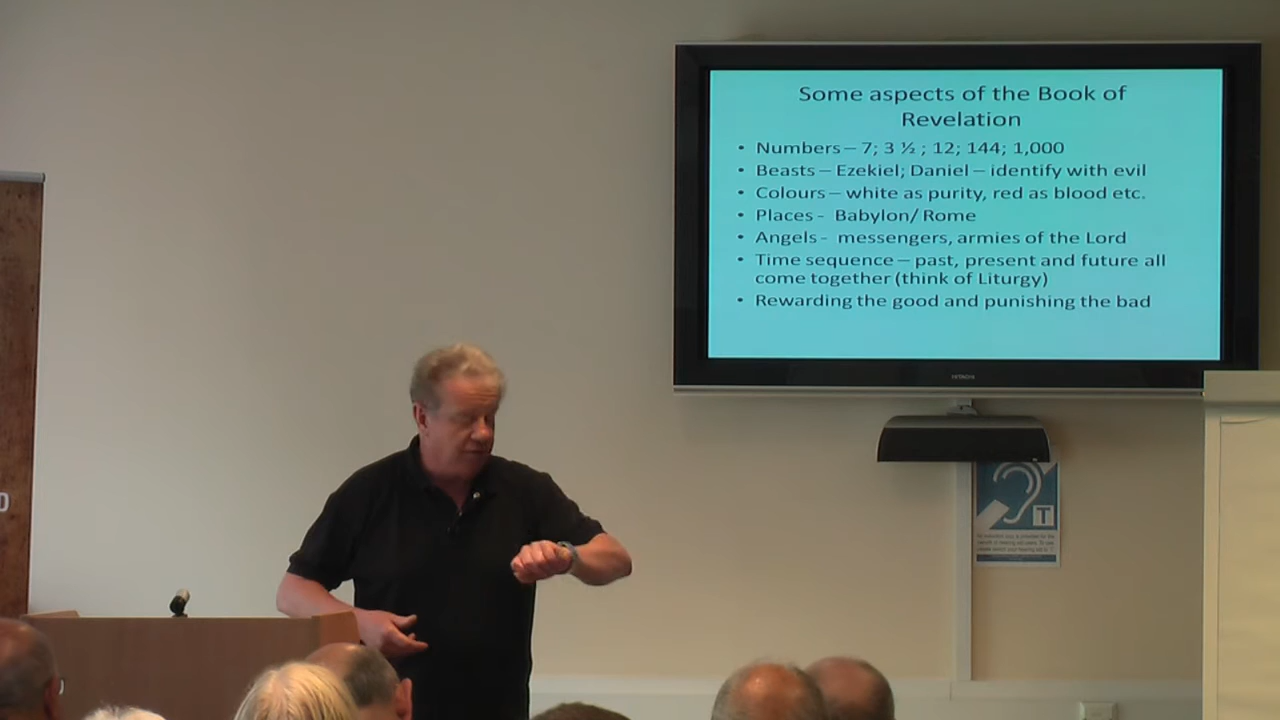 Some aspects of the Book of
Revelation
• Numbers – 7; 3 ½ ; 12; 144; 1,000
• Beasts – Ezekiel; Daniel – identify with evil
• Colours – white as purity, red as blood etc.
• Places - Babylon/ Rome
• Angels - messengers, armies of the Lord
• Time sequence – past, present and future all
come together (think of Liturgy)
• Rewarding the good and punishing the bad
HITACHI
T
D